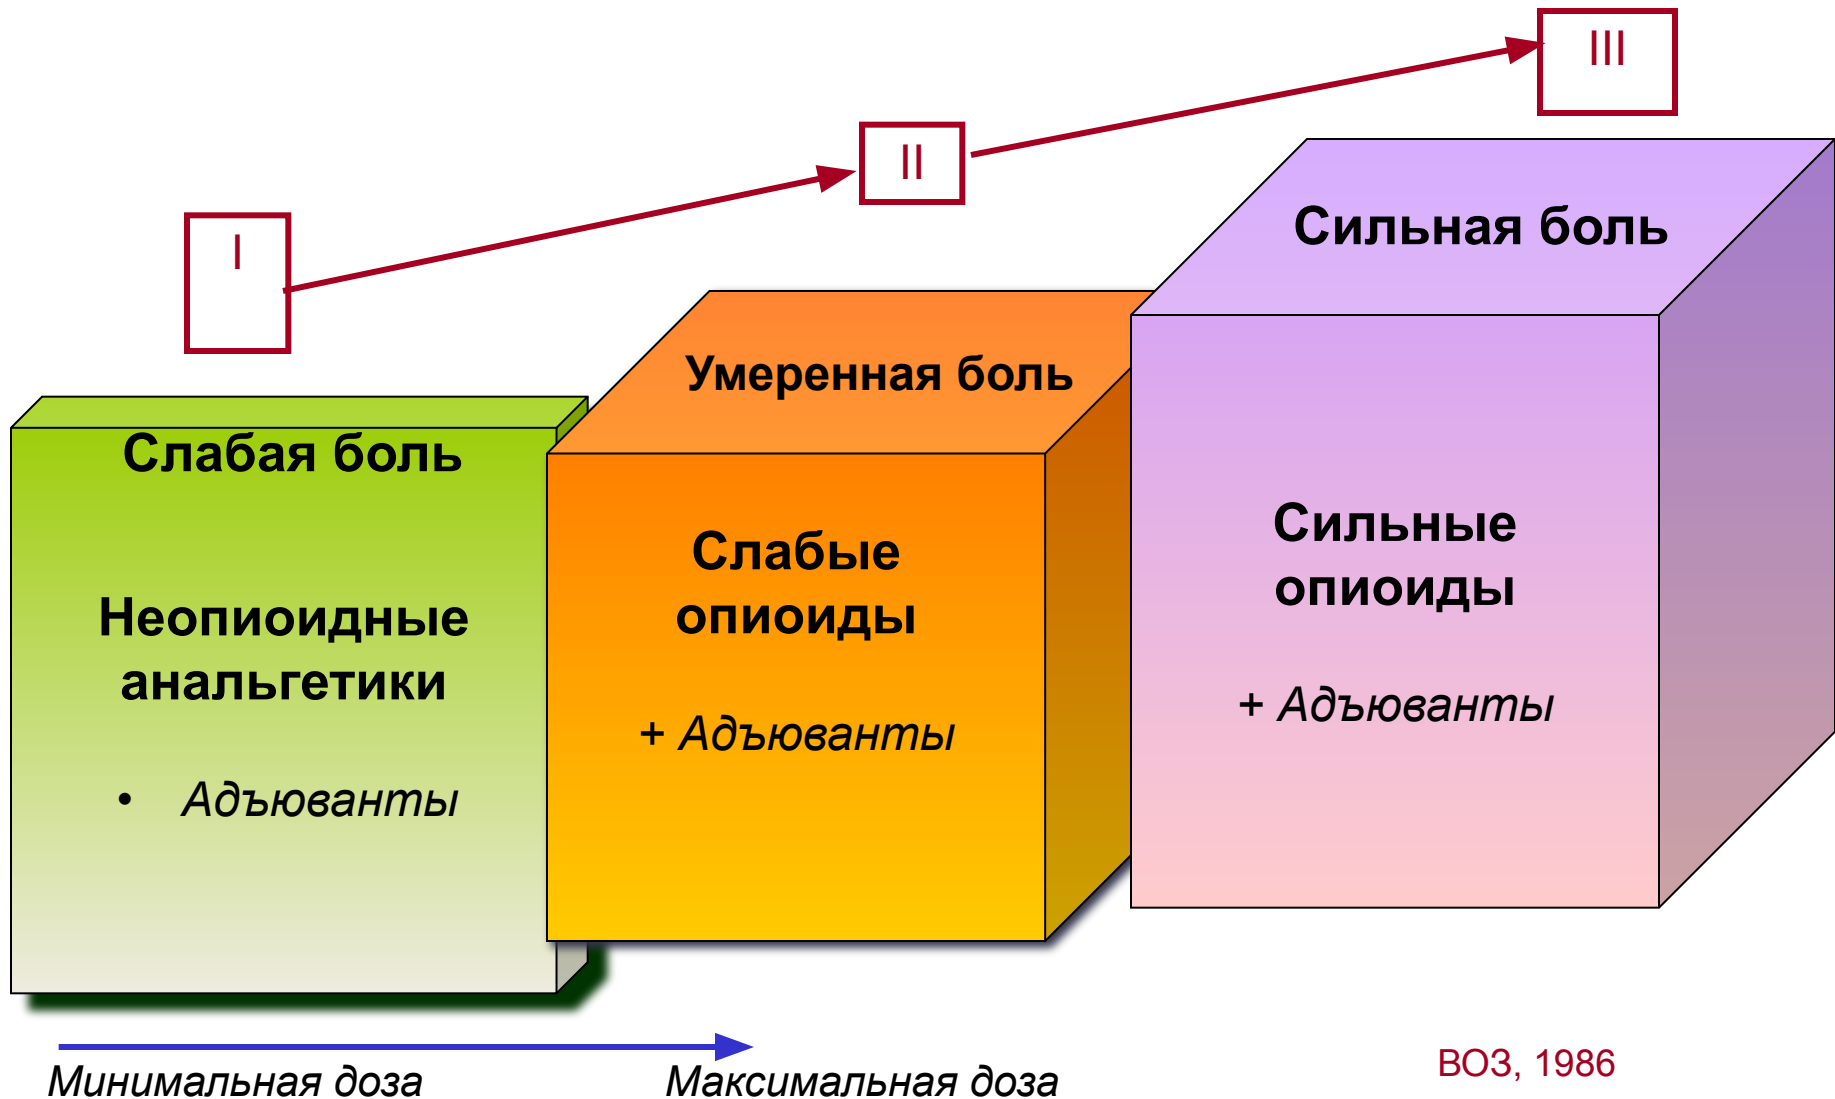 I
II
III
Слабая боль
Неопиоидные
анальгетики
• Адъюванты
Умеренная боль
Слабые
опиоиды
+ Адъюванты
Сильная боль
Сильные
опиоиды
+ Адъюванты
Минимальная доза
Максимальная доза
ВОЗ, 1986